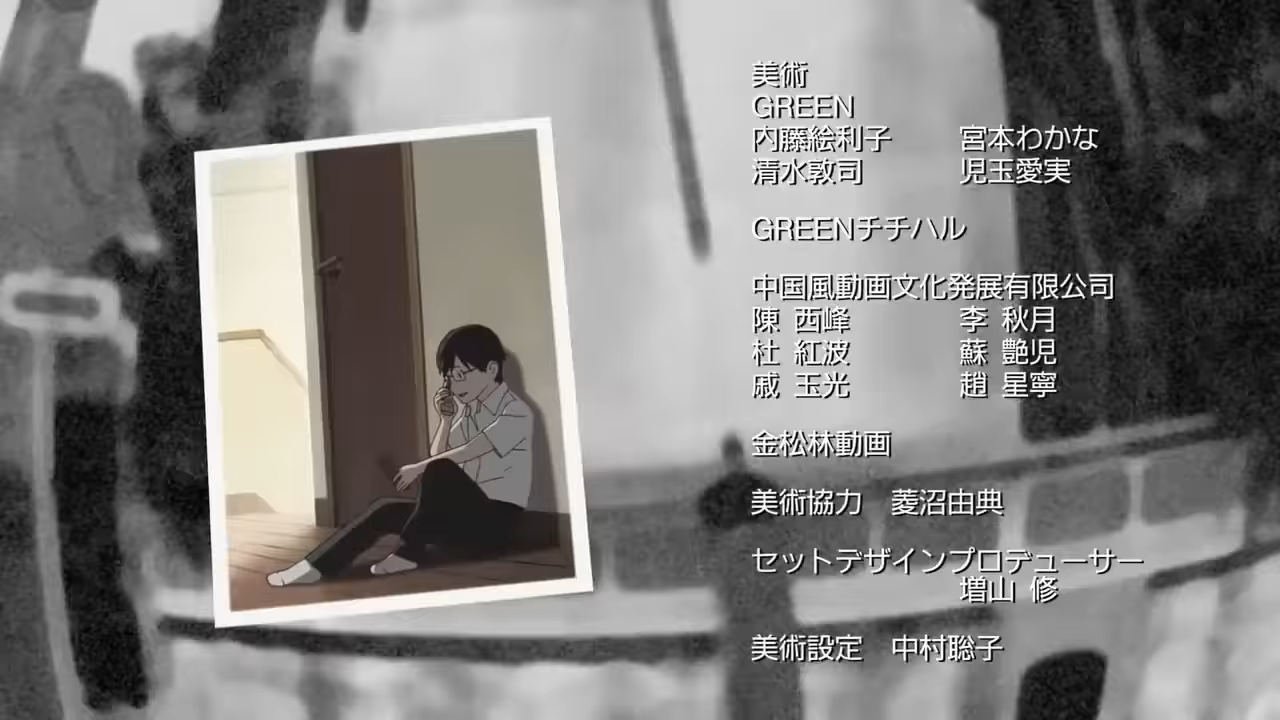 美術
GREEN
内藤絵利子 宮本わかな
清水敦司 児玉愛実
GREENチチハル
中国風動画文化発展有限公司
陳 西峰 李 秋月
杜 紅波 蘇 艶児
戚 玉光 趙 星寧
金松林動画
美術協力 菱沼由典
セットデザインプロデューサー
増山 修
美術設定 中村聡子